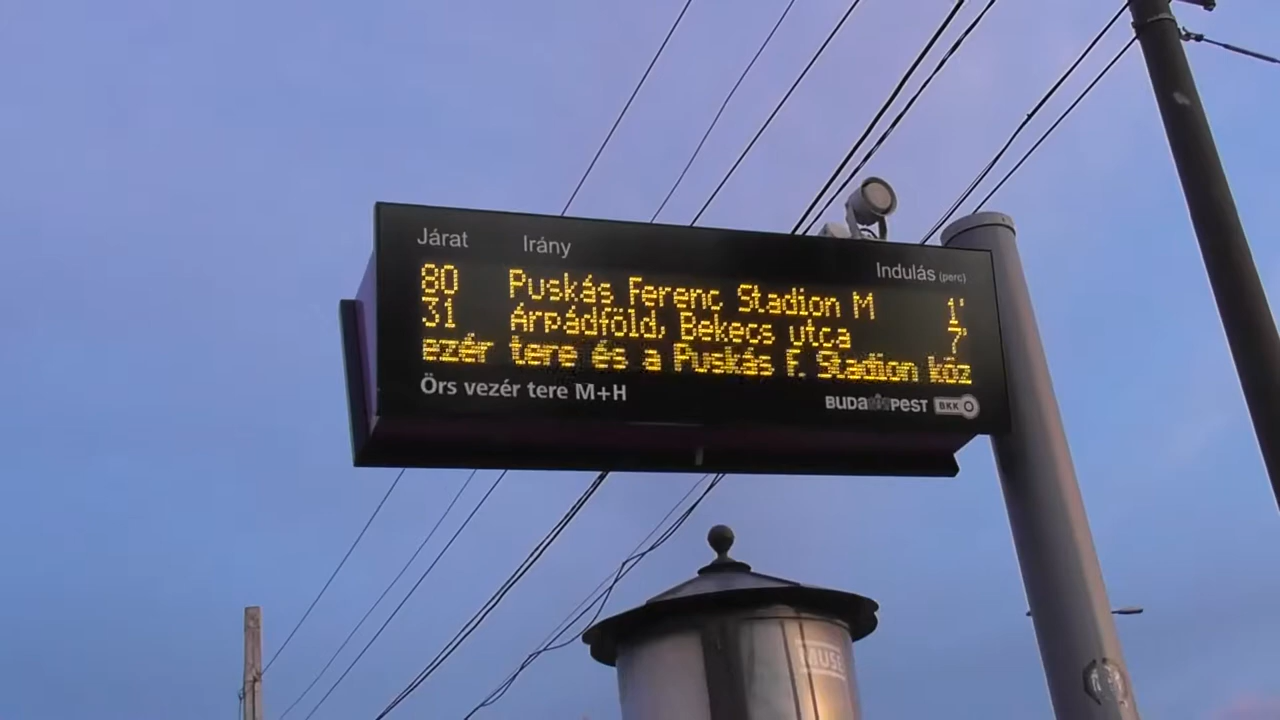 Járat Irány Indulás (perc)
80 Puskás Ferenc Stadion M 1'
31 Árpádföld, Bekecs utca 7'
ezér tere és a Puskás F. Stadion köz
Örs vezér tere M+H
BUDAPEST BKK
MUSE